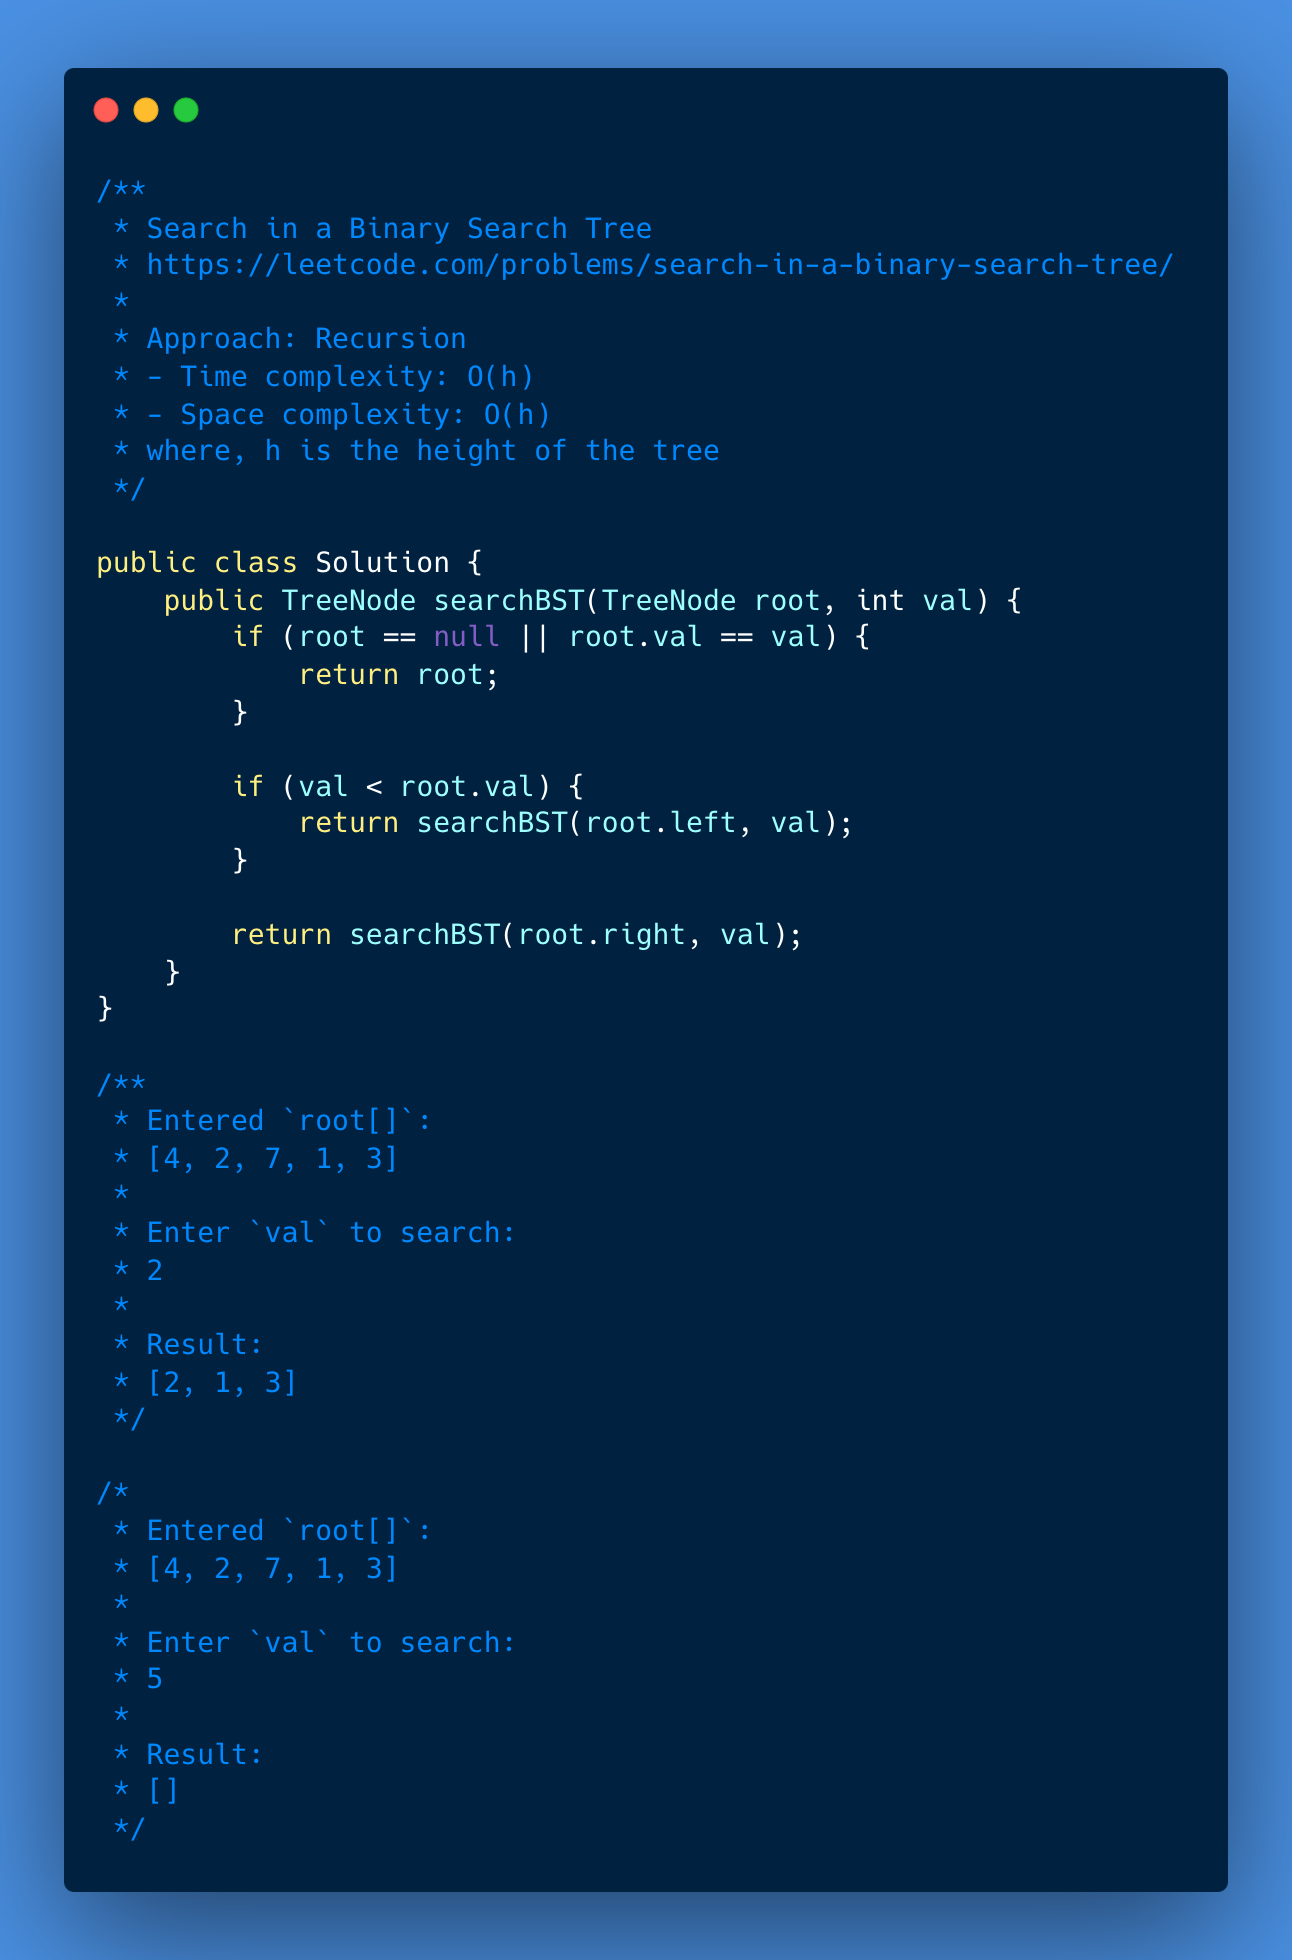 /**
 * Search in a Binary Search Tree
 * https://leetcode.com/problems/search-in-a-binary-search-tree/
 *
 * Approach: Recursion
 * - Time complexity: O(h)
 * - Space complexity: O(h)
 * where, h is the height of the tree
 */

public class Solution {
    public TreeNode searchBST(TreeNode root, int val) {
        if (root == null || root.val == val) {
            return root;
        }

        if (val < root.val) {
            return searchBST(root.left, val);
        }

        return searchBST(root.right, val);
    }
}

/**
 * Entered `root[]`:
 * [4, 2, 7, 1, 3]
 *
 * Enter `val` to search:
 * 2
 *
 * Result:
 * [2, 1, 3]
 */

/*
 * Entered `root[]`:
 * [4, 2, 7, 1, 3]
 *
 * Enter `val` to search:
 * 5
 *
 * Result:
 * []
 */